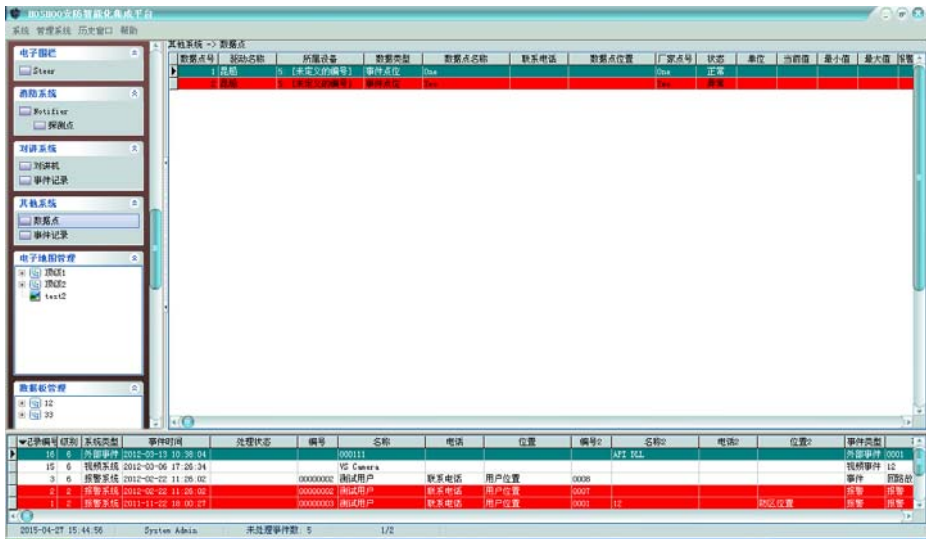 HOSHOO安防智能化集成平台
系统 管理系统 历史窗口 帮助
电子围栏
消防系统
Notifier
探测点
对讲系统
对讲机
事件记录
其他系统
数据点
事件记录
电子地图管理
顶级1
顶级2
test2
数据板管理
12
33
其他系统 -> 数据点
数据点号 驱动名称 所属设备 数据类型 数据点名称 联系电话 数据点位置 厂家点号 状态 单位 当前值 最小值 最大值 报警
1 昆船 5. [未定义的编号] 事件点位 One One 正常
2 昆船 5. [未定义的编号] 事件点位 异常
记录编号 级别 系统类型 事件时间 处理状态 编号 名称 电话 位置 编号2 名称2 电话2 位置2 事件类型
16 6 外部事件 2012-03-13 10:38:04 000111 API DLL 外部事件 0001
15 6 视频系统 2012-03-06 17:26:34 VS Camera 视频事件 12
3 6 报警系统 2012-02-22 11:26:02 00000002 测试用户 联系电话 用户位置 0008 事件
2 2 报警系统 2012-02-22 11:26:02 00000002 测试用户 联系电话 用户位置 0007 报警 报警
1 2 报警系统 2011-11-22 18:00:27 00000003 测试用户 联系电话 用户位置 0001 12 防区位置 报警 报警
2015-04-27 15:44:56 System Admin 未处理事件数: 5 1/2